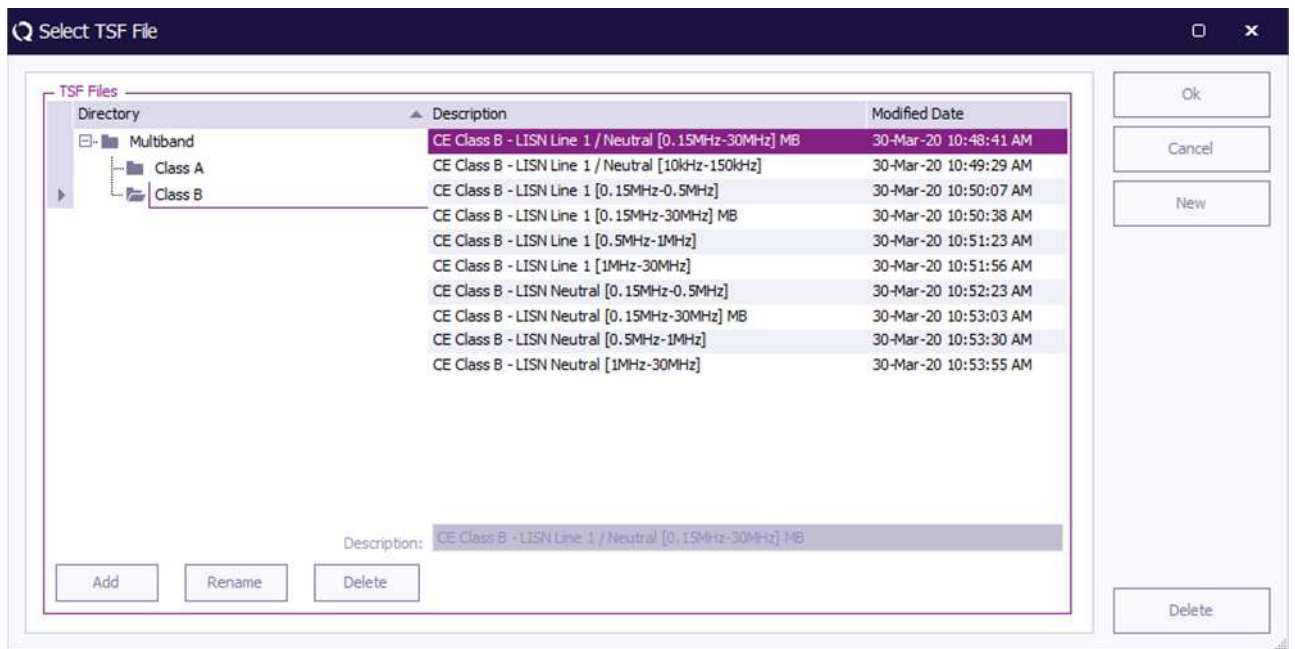 Select TSF File
TSF Files
Directory Description Modified Date
Multiband
Class A
Class B
CE Class B - LISN Line 1 / Neutral [0.15MHz-30MHz] MB 30-Mar-20 10:48:41 AM
CE Class B - LISN Line 1 / Neutral [10kHz-150kHz] 30-Mar-20 10:49:29 AM
CE Class B - LISN Line 1 [0.15MHz-0.5MHz] 30-Mar-20 10:50:07 AM
CE Class B - LISN Line 1 [0.15MHz-30MHz] MB 30-Mar-20 10:50:38 AM
CE Class B - LISN Line 1 [0.5MHz-1MHz] 30-Mar-20 10:51:23 AM
CE Class B - LISN Line 1 [1MHz-30MHz] 30-Mar-20 10:51:56 AM
CE Class B - LISN Neutral [0.15MHz-0.5MHz] 30-Mar-20 10:52:23 AM
CE Class B - LISN Neutral [0.15MHz-30MHz] MB 30-Mar-20 10:53:03 AM
CE Class B - LISN Neutral [0.5MHz-1MHz] 30-Mar-20 10:53:30 AM
CE Class B - LISN Neutral [1MHz-30MHz] 30-Mar-20 10:53:55 AM
Description: CE Class B - LISN Line 1 / Neutral [0.15MHz-30MHz] MB
Add Rename Delete
Ok
Cancel
New
Delete